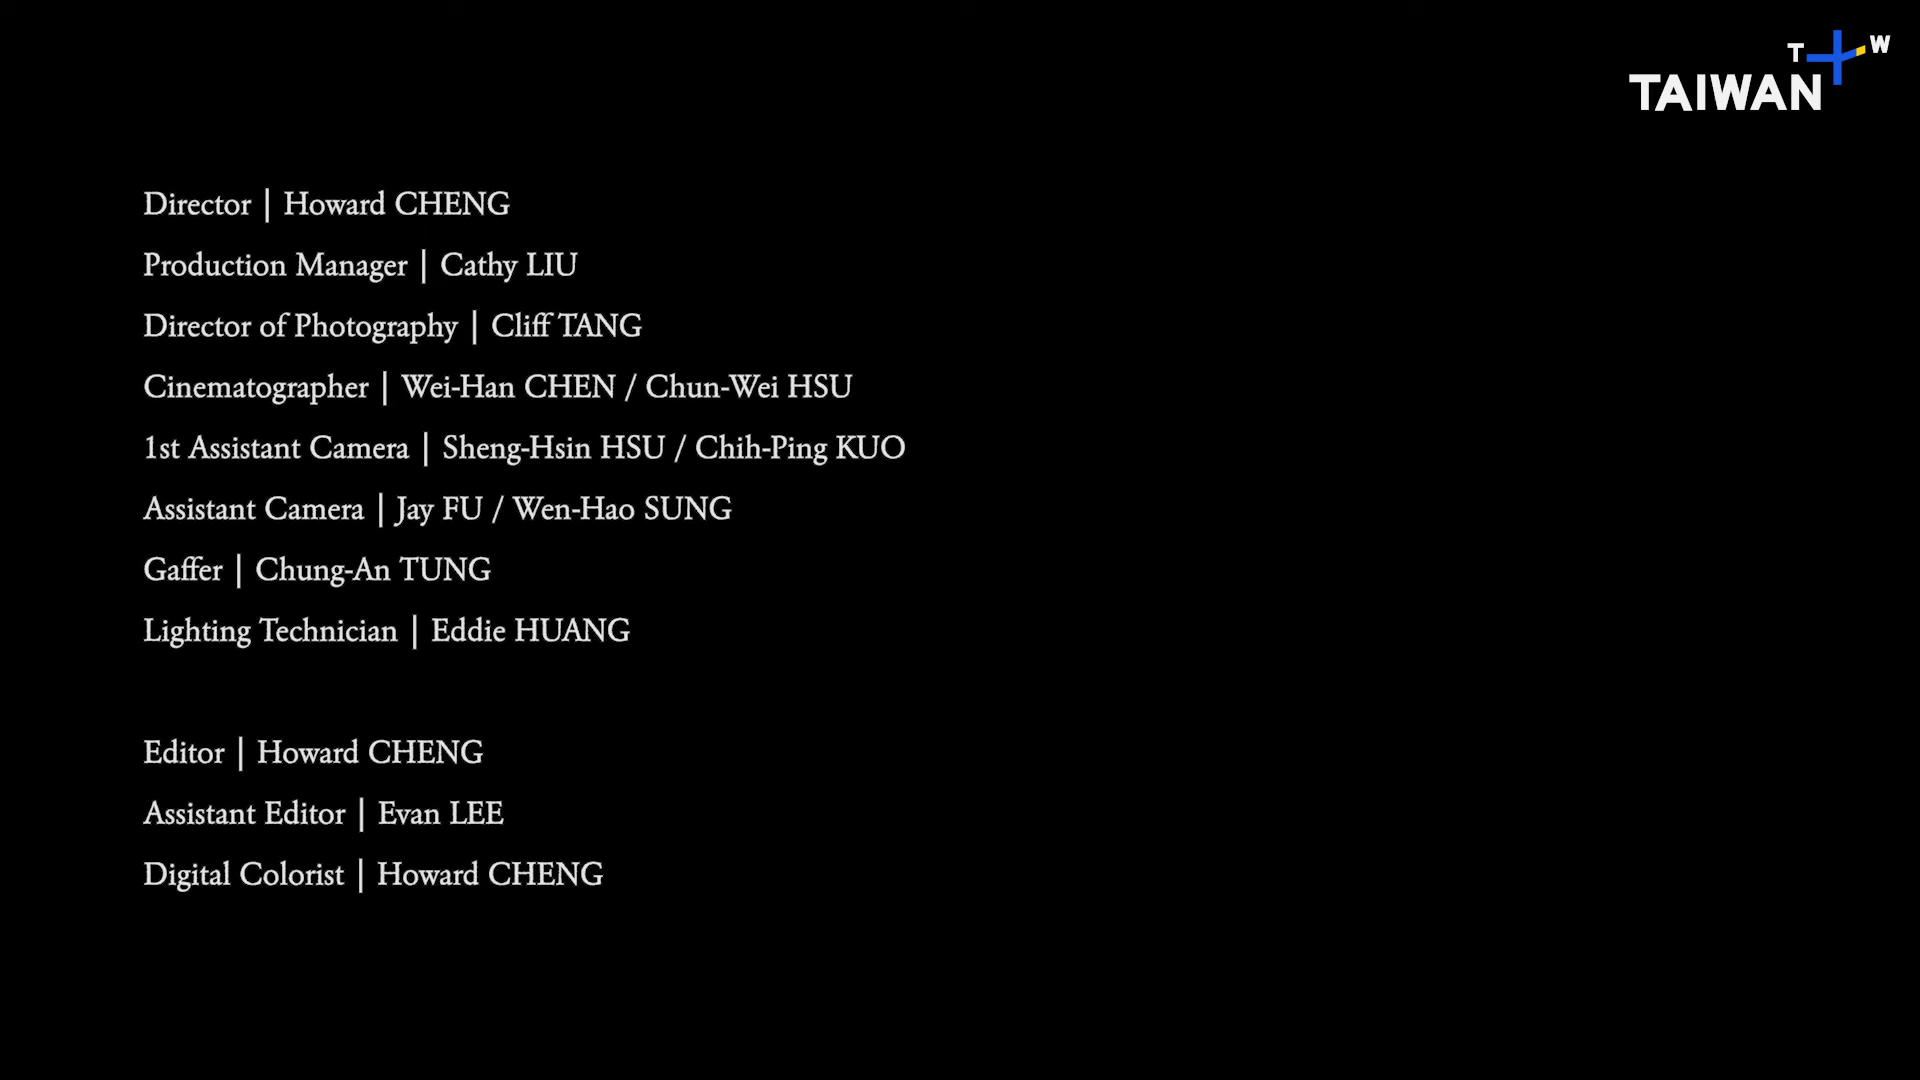 T W
TAIWAN
Director | Howard CHENG
Production Manager | Cathy LIU
Director of Photography | Cliff TANG
Cinematographer | Wei-Han CHEN / Chun-Wei HSU
1st Assistant Camera | Sheng-Hsin HSU / Chih-Ping KUO
Assistant Camera | Jay FU / Wen-Hao SUNG
Gaffer | Chung-An TUNG
Lighting Technician | Eddie HUANG
Editor | Howard CHENG
Assistant Editor | Evan LEE
Digital Colorist | Howard CHENG